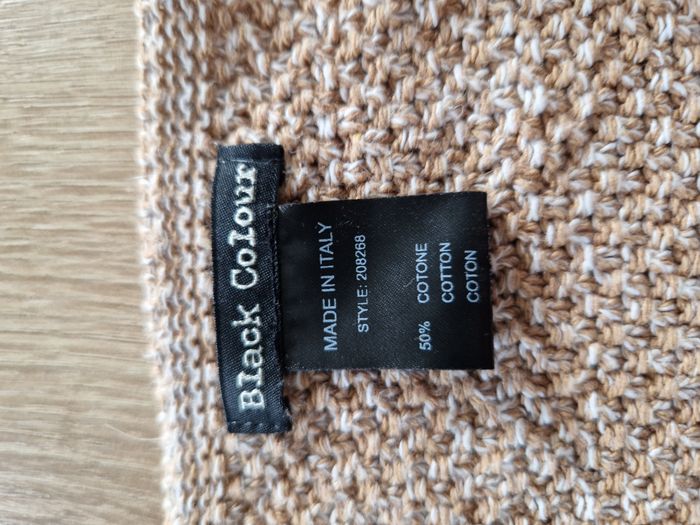 Black Colour
MADE IN ITALY
STYLE: 208268
50% COTONE
COTTON
COTON